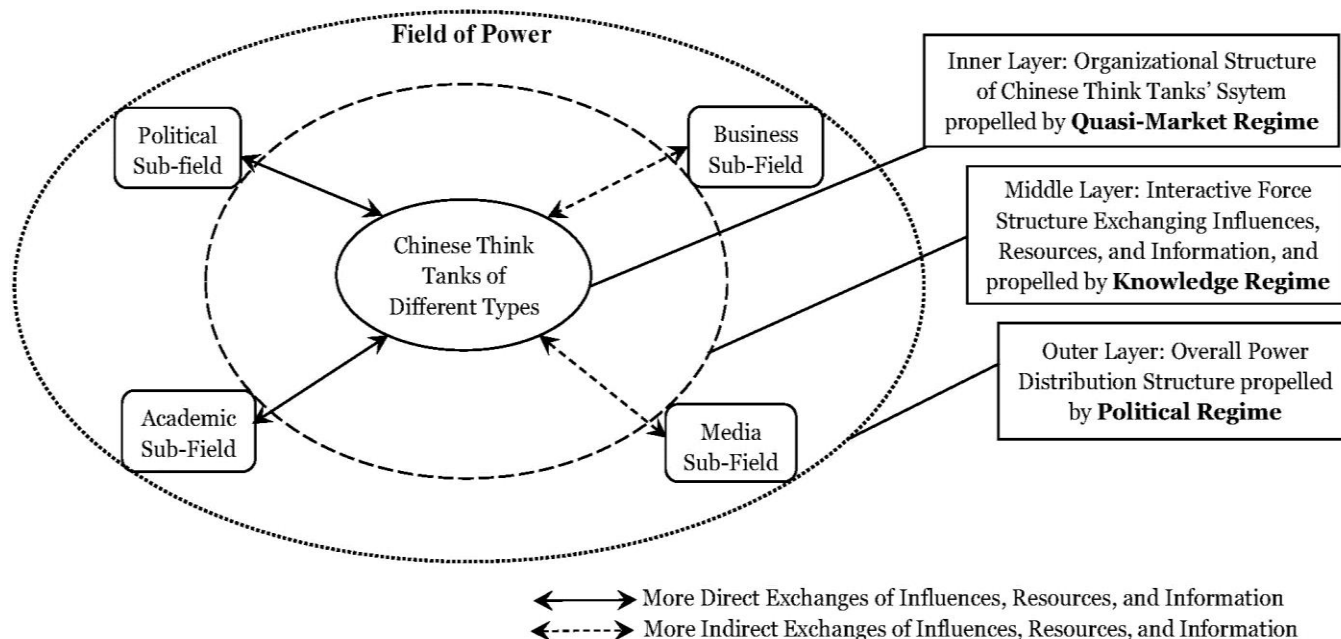 Field of Power
Political
Sub-field
Business
Sub-Field
Chinese Think
Tanks of
Different Types
Academic
Sub-Field
Media
Sub-Field
Inner Layer: Organizational Structure
of Chinese Think Tanks’ Ssytem
propelled by Quasi-Market Regime
Middle Layer: Interactive Force
Structure Exchanging Influences,
Resources, and Information, and
propelled by Knowledge Regime
Outer Layer: Overall Power
Distribution Structure propelled
by Political Regime
More Direct Exchanges of Influences, Resources, and Information
More Indirect Exchanges of Influences, Resources, and Information